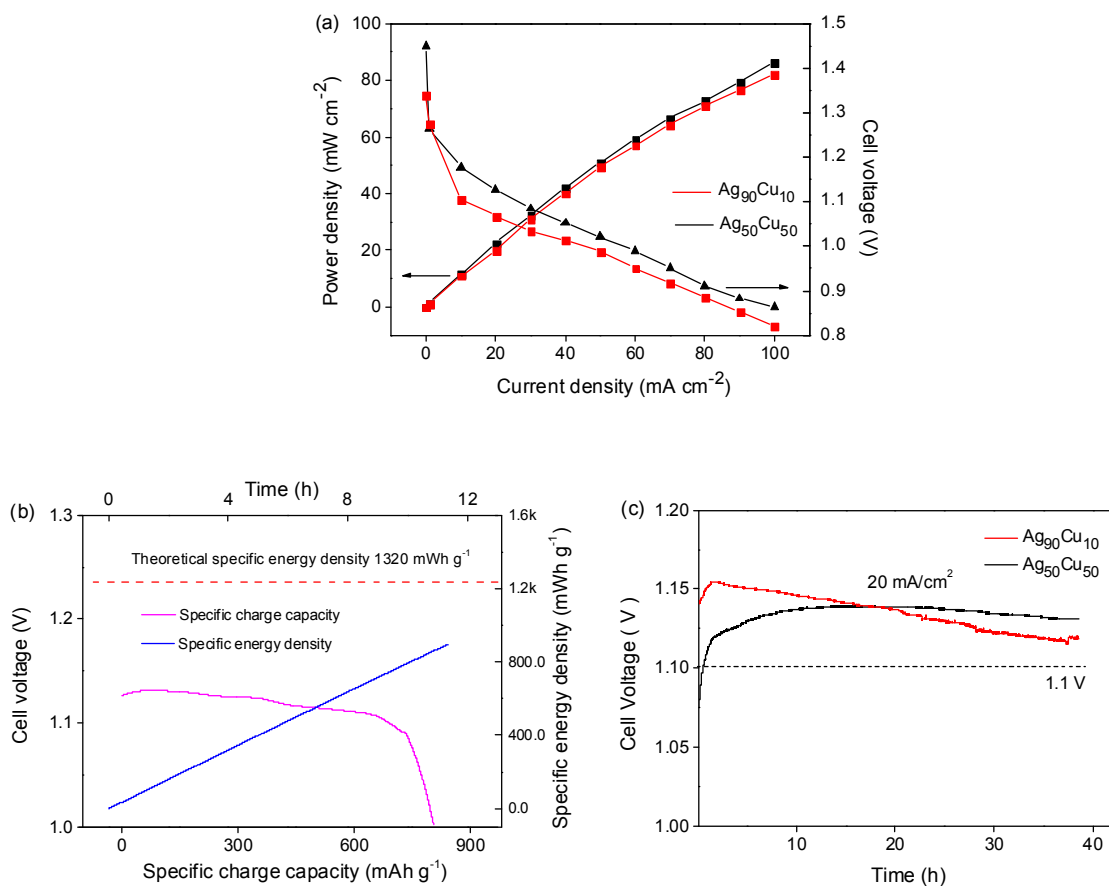 (a)
100
80
60
40
20
0
Power density (mW cm⁻²)
1.5
1.4
1.3
1.2
1.1
1.0
0.9
0.8
Cell voltage (V)
Ag₉₀Cu₁₀
Ag₅₀Cu₅₀
0 20 40 60 80 100
Current density (mA cm⁻²)
(b)
0 4 8 12
Time (h)
1.3
1.2
1.1
1.0
Cell voltage (V)
1.6k
1.2k
800.0
400.0
0.0
Specific energy density (mWh g⁻¹)
Theoretical specific energy density 1320 mWh g⁻¹
Specific charge capacity
Specific energy density
0 300 600 900
Specific charge capacity (mAh g⁻¹)
(c)
1.20
1.15
1.10
1.05
1.00
Cell Voltage ( V )
Ag₉₀Cu₁₀
Ag₅₀Cu₅₀
20 mA/cm²
1.1 V
10 20 30 40
Time (h)